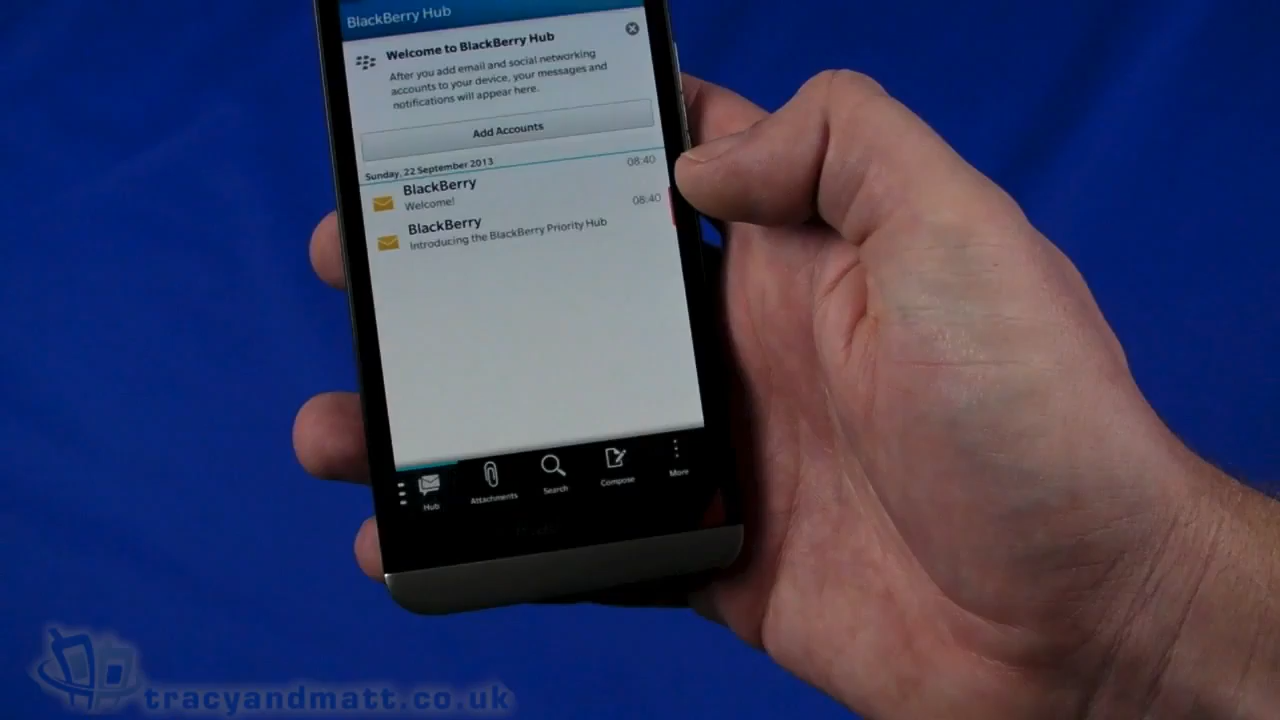 BlackBerry Hub
Welcome to BlackBerry Hub
After you add email and social networking
accounts to your device, your messages and
notifications will appear here.
Add Accounts
Sunday, 22 September 2013
BlackBerry 08:40
Welcome!
BlackBerry 08:40
Introducing the BlackBerry Priority Hub
Hub Attachments Search Compose More
tracyandmatt.co.uk